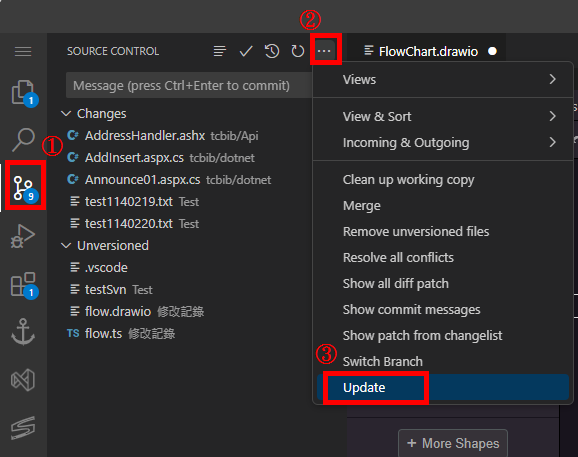 ②
SOURCE CONTROL
FlowChart.drawio
Message (press Ctrl+Enter to commit)
Changes
AddressHandler.ashx tcbib/Api
AddInsert.aspx.cs tcbib/dotnet
Announce01.aspx.cs tcbib/dotnet
test1140219.txt Test
test1140220.txt Test
Unversioned
.vscode
testSvn Test
flow.drawio 修改記錄
TS flow.ts 修改記錄
1
①
9
1
Views
View & Sort
Incoming & Outgoing
Clean up working copy
Merge
Remove unversioned files
Resolve all conflicts
Show all diff patch
Show commit messages
Show patch from changelist
③
Switch Branch
Update
+ More Shapes